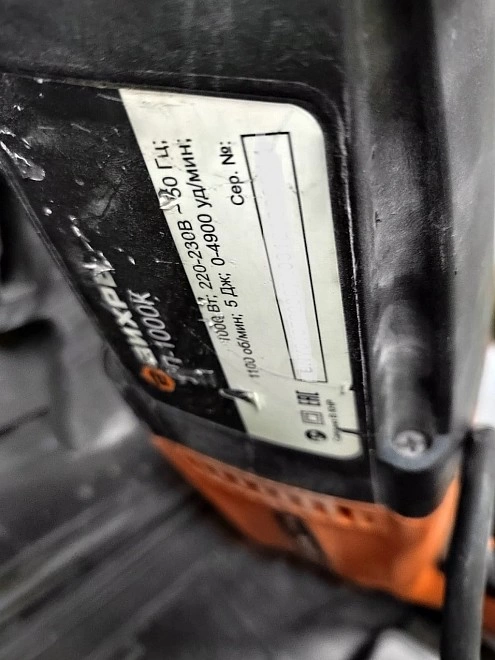 ВИХРЬ
П-1000К
1000 Вт; 220-230В ~ 50 Гц;
1100 об/мин; 5 Дж; 0-4900 уд/мин;
Сер. №:
EAC